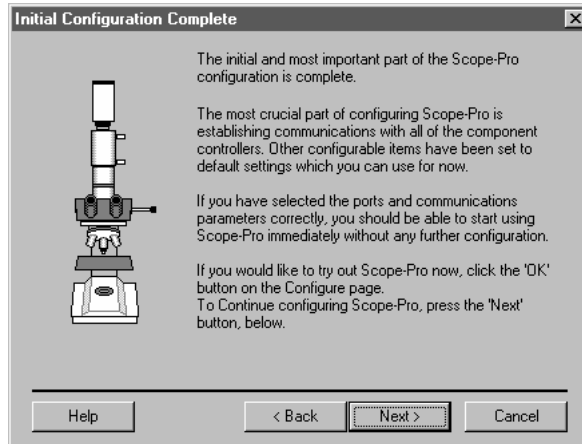 Initial Configuration Complete
The initial and most important part of the Scope-Pro
configuration is complete.
The most crucial part of configuring Scope-Pro is
establishing communications with all of the component
controllers. Other configurable items have been set to
default settings which you can use for now.
If you have selected the ports and communications
parameters correctly, you should be able to start using
Scope-Pro immediately without any further configuration.
If you would like to try out Scope-Pro now, click the 'OK'
button on the Configure page.
To Continue configuring Scope-Pro, press the 'Next'
button, below.
Help
< Back
Next >
Cancel